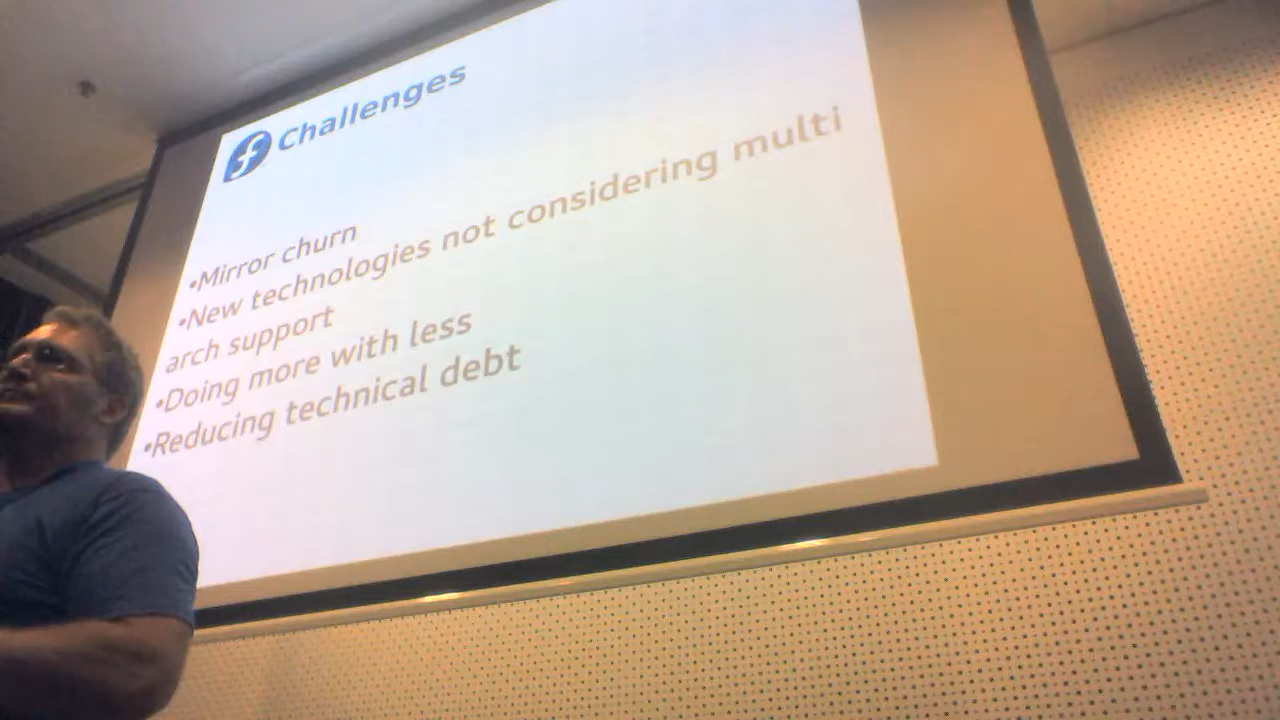 Challenges
•Mirror churn
•New technologies not considering multi
arch support
•Doing more with less
•Reducing technical debt